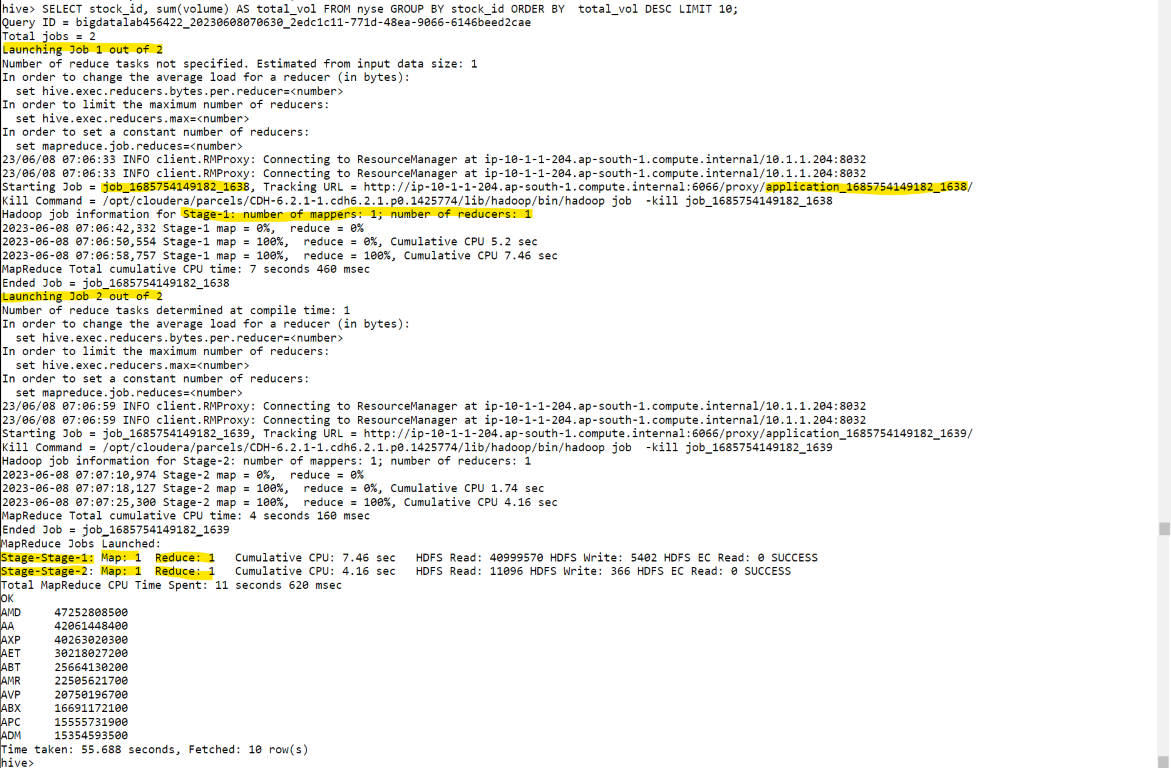 hive> SELECT stock_id, sum(volume) AS total_vol FROM nyse GROUP BY stock_id ORDER BY  total_vol DESC LIMIT 10;
Query ID = bigdatalab456422_20230608070630_2edc1c11-771d-48ea-9066-6146beed2cae
Total jobs = 2
Launching Job 1 out of 2
Number of reduce tasks not specified. Estimated from input data size: 1
In order to change the average load for a reducer (in bytes):
  set hive.exec.reducers.bytes.per.reducer=<number>
In order to limit the maximum number of reducers:
  set hive.exec.reducers.max=<number>
In order to set a constant number of reducers:
  set mapreduce.job.reduces=<number>
23/06/08 07:06:33 INFO client.RMProxy: Connecting to ResourceManager at ip-10-1-1-204.ap-south-1.compute.internal/10.1.1.204:8032
23/06/08 07:06:33 INFO client.RMProxy: Connecting to ResourceManager at ip-10-1-1-204.ap-south-1.compute.internal/10.1.1.204:8032
Starting Job = job_1685754149182_1638, Tracking URL = http://ip-10-1-1-204.ap-south-1.compute.internal:6066/proxy/application_1685754149182_1638/
Kill Command = /opt/cloudera/parcels/CDH-6.2.1-1.cdh6.2.1.p0.1425774/lib/hadoop/bin/hadoop job  -kill job_1685754149182_1638
Hadoop job information for Stage-1: number of mappers: 1; number of reducers: 1
2023-06-08 07:06:42,332 Stage-1 map = 0%,  reduce = 0%
2023-06-08 07:06:50,554 Stage-1 map = 100%,  reduce = 0%, Cumulative CPU 5.2 sec
2023-06-08 07:06:58,757 Stage-1 map = 100%,  reduce = 100%, Cumulative CPU 7.46 sec
MapReduce Total cumulative CPU time: 7 seconds 460 msec
Ended Job = job_1685754149182_1638
Launching Job 2 out of 2
Number of reduce tasks determined at compile time: 1
In order to change the average load for a reducer (in bytes):
  set hive.exec.reducers.bytes.per.reducer=<number>
In order to limit the maximum number of reducers:
  set hive.exec.reducers.max=<number>
In order to set a constant number of reducers:
  set mapreduce.job.reduces=<number>
23/06/08 07:06:59 INFO client.RMProxy: Connecting to ResourceManager at ip-10-1-1-204.ap-south-1.compute.internal/10.1.1.204:8032
23/06/08 07:06:59 INFO client.RMProxy: Connecting to ResourceManager at ip-10-1-1-204.ap-south-1.compute.internal/10.1.1.204:8032
Starting Job = job_1685754149182_1639, Tracking URL = http://ip-10-1-1-204.ap-south-1.compute.internal:6066/proxy/application_1685754149182_1639/
Kill Command = /opt/cloudera/parcels/CDH-6.2.1-1.cdh6.2.1.p0.1425774/lib/hadoop/bin/hadoop job  -kill job_1685754149182_1639
Hadoop job information for Stage-2: number of mappers: 1; number of reducers: 1
2023-06-08 07:07:10,974 Stage-2 map = 0%,  reduce = 0%
2023-06-08 07:07:18,127 Stage-2 map = 100%,  reduce = 0%, Cumulative CPU 1.74 sec
2023-06-08 07:07:25,300 Stage-2 map = 100%,  reduce = 100%, Cumulative CPU 4.16 sec
MapReduce Total cumulative CPU time: 4 seconds 160 msec
Ended Job = job_1685754149182_1639
MapReduce Jobs Launched:
Stage-Stage-1: Map: 1  Reduce: 1   Cumulative CPU: 7.46 sec   HDFS Read: 40999570 HDFS Write: 5402 HDFS EC Read: 0 SUCCESS
Stage-Stage-2: Map: 1  Reduce: 1   Cumulative CPU: 4.16 sec   HDFS Read: 11096 HDFS Write: 366 HDFS EC Read: 0 SUCCESS
Total MapReduce CPU Time Spent: 11 seconds 620 msec
OK
AMD     47252808500
AA      42061448400
AXP     40263020300
AET     30218027200
ABT     25664130200
AMR     22505621700
AVP     20750196700
ABX     16691172100
APC     15555731900
ADM     15354593500
Time taken: 55.688 seconds, Fetched: 10 row(s)
hive>